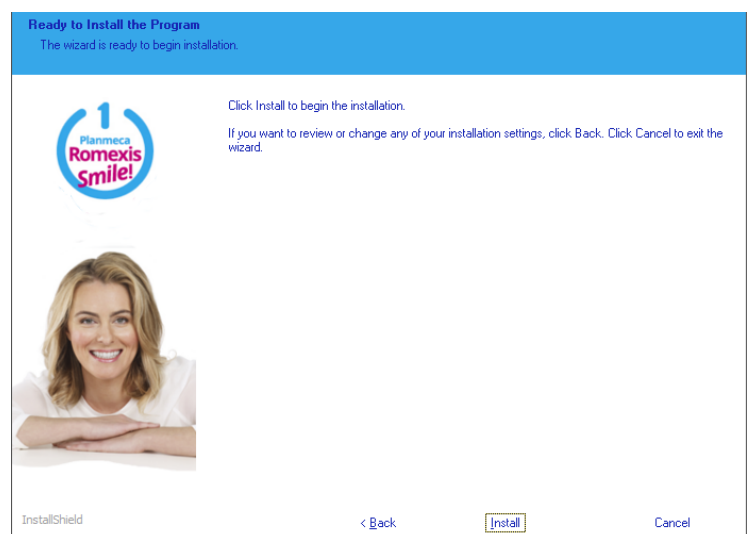 Ready to Install the Program
The wizard is ready to begin installation.
1
Planmeca
Romexis
Smile!
Click Install to begin the installation.
If you want to review or change any of your installation settings, click Back. Click Cancel to exit the
wizard.
InstallShield
< Back
Install
Cancel